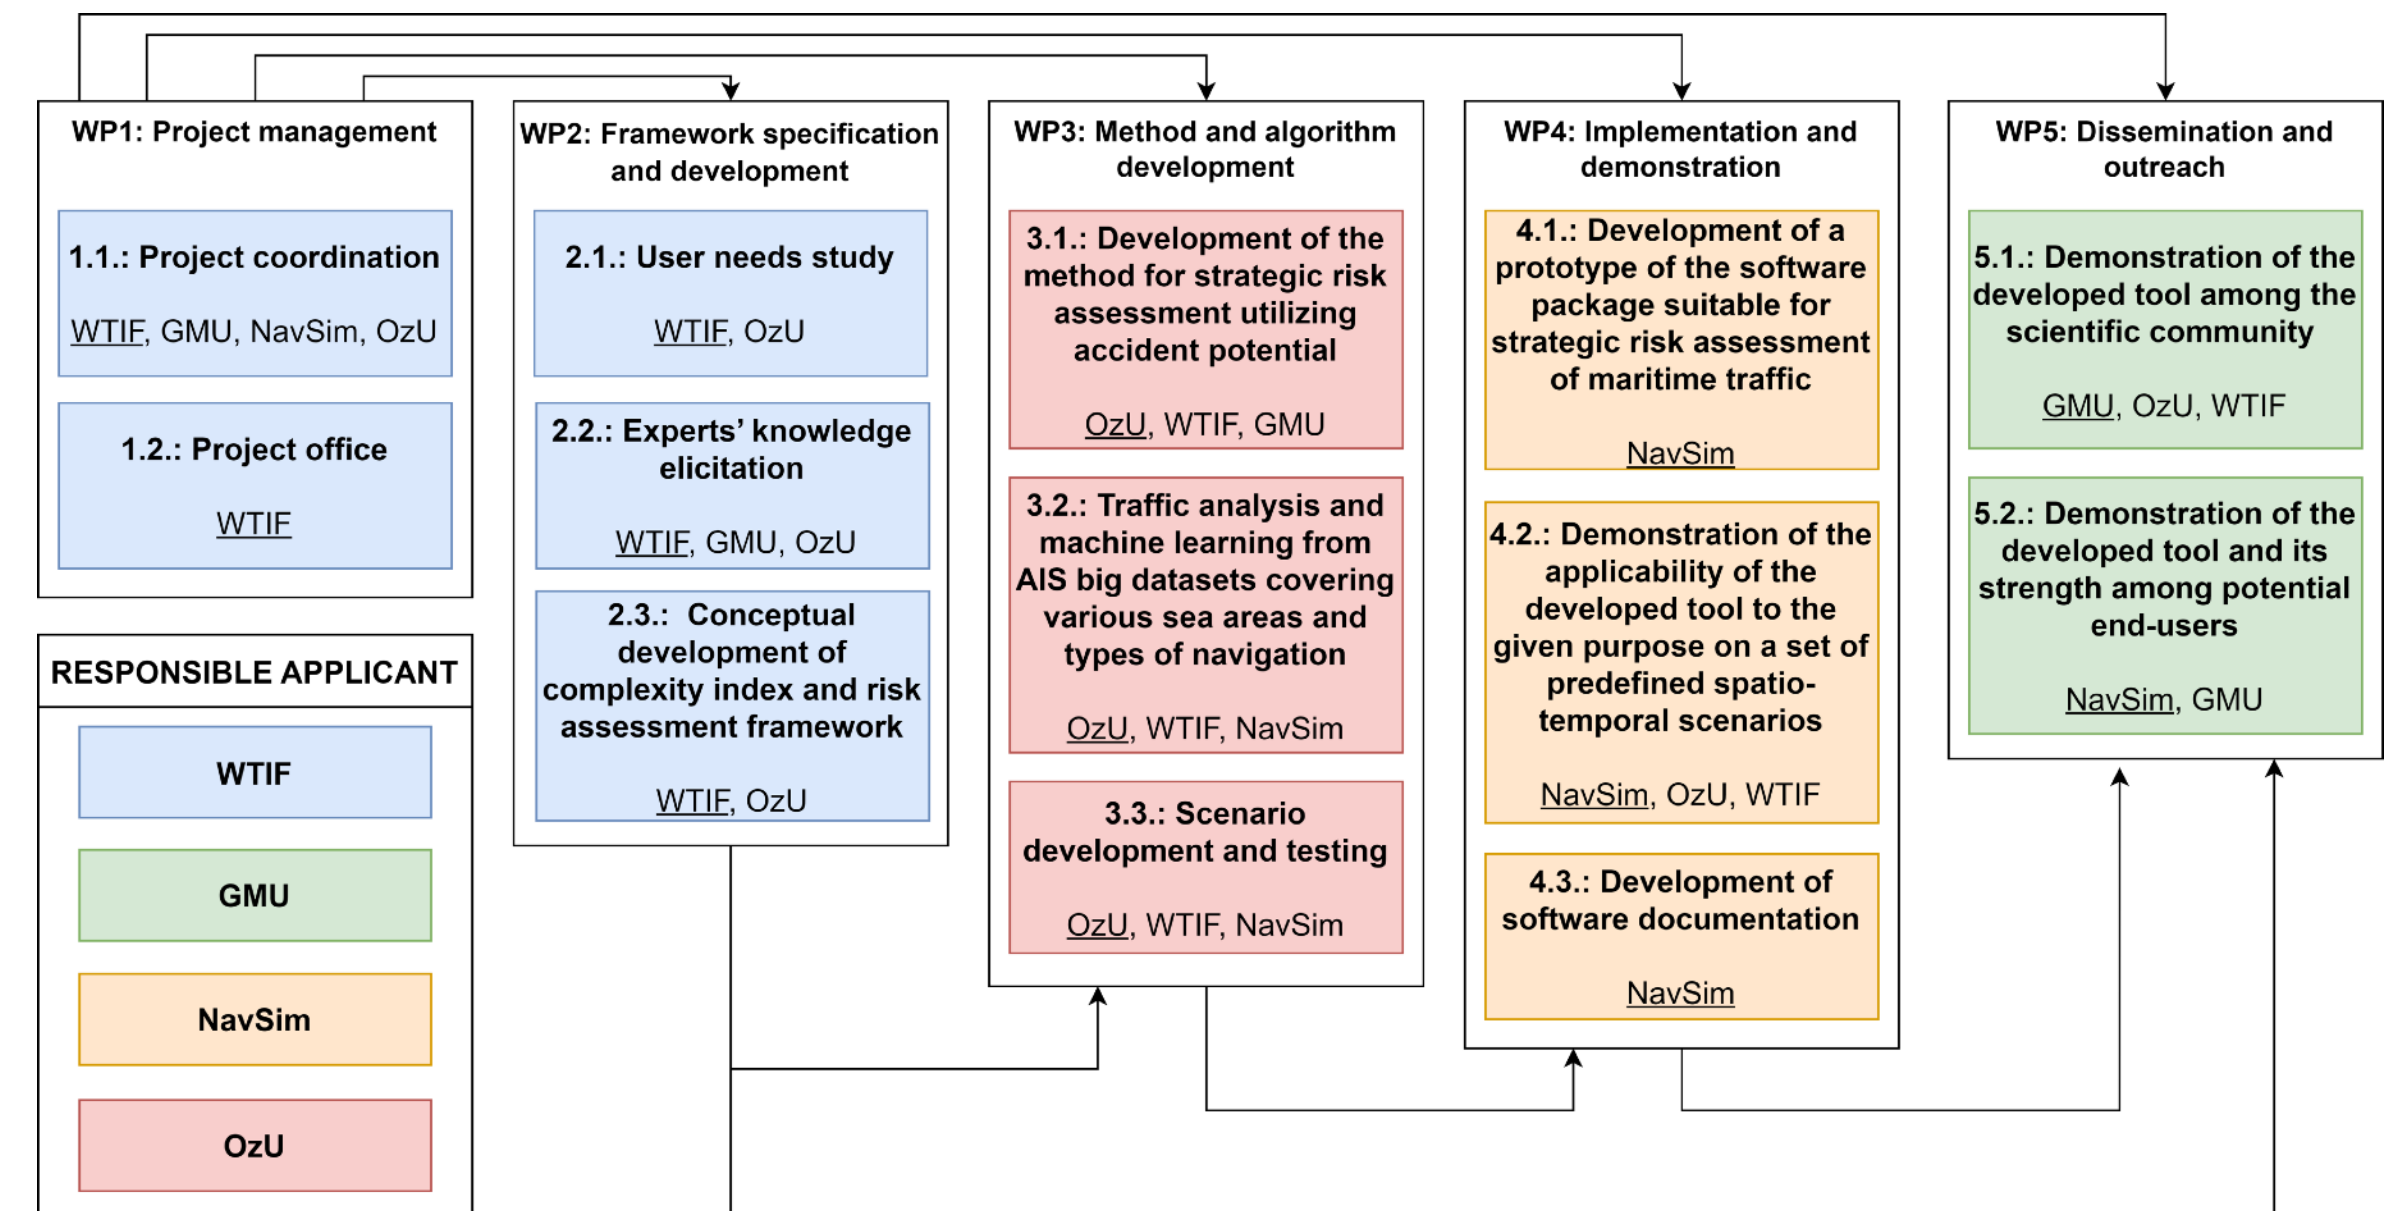 WP1: Project management
1.1.: Project coordination
WTIF, GMU, NavSim, OzU
1.2.: Project office
WTIF
RESPONSIBLE APPLICANT
WTIF
GMU
NavSim
OzU
WP2: Framework specification
and development
2.1.: User needs study
WTIF, OzU
2.2.: Experts’ knowledge
elicitation
WTIF, GMU, OzU
2.3.: Conceptual
development of
complexity index and risk
assessment framework
WTIF, OzU
WP3: Method and algorithm
development
3.1.: Development of the
method for strategic risk
assessment utilizing
accident potential
OzU, WTIF, GMU
3.2.: Traffic analysis and
machine learning from
AIS big datasets covering
various sea areas and
types of navigation
OzU, WTIF, NavSim
3.3.: Scenario
development and testing
OzU, WTIF, NavSim
WP4: Implementation and
demonstration
4.1.: Development of a
prototype of the software
package suitable for
strategic risk assessment
of maritime traffic
NavSim
4.2.: Demonstration of the
applicability of the
developed tool to the
given purpose on a set of
predefined spatio-
temporal scenarios
NavSim, OzU, WTIF
4.3.: Development of
software documentation
NavSim
WP5: Dissemination and
outreach
5.1.: Demonstration of the
developed tool among the
scientific community
GMU, OzU, WTIF
5.2.: Demonstration of the
developed tool and its
strength among potential
end-users
NavSim, GMU